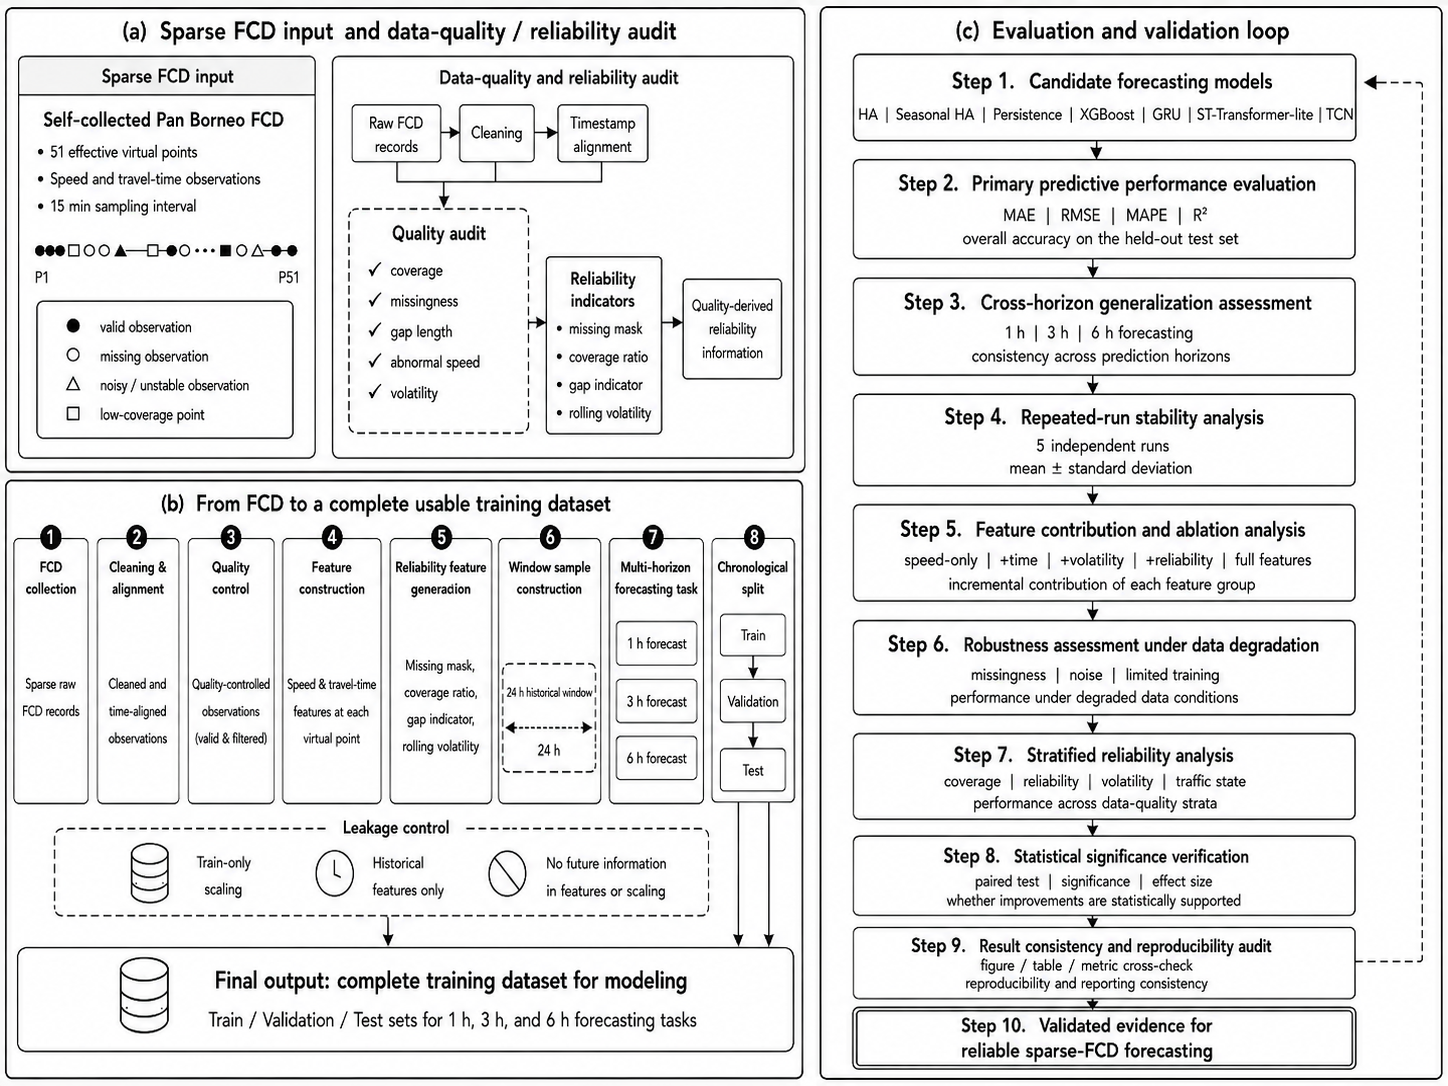 (a) Sparse FCD input and data-quality / reliability audit
Sparse FCD input
Self-collected Pan Borneo FCD
• 51 effective virtual points
• Speed and travel-time observations
• 15 min sampling interval
P1
P51
valid observation
missing observation
noisy / unstable observation
low-coverage point
Data-quality and reliability audit
Raw FCD
records
Cleaning
Timestamp
alignment
Quality audit
✓ coverage
✓ missingness
✓ gap length
✓ abnormal speed
✓ volatility
Reliability
indicators
• missing mask
• coverage ratio
• gap indicator
• rolling volatility
Quality-derived
reliability
information
(b) From FCD to a complete usable training dataset
1
FCD
collection
Sparse raw
FCD records
2
Cleaning &
alignment
Cleaned and
time-aligned
observations
3
Quality
control
Quality-controlled
observations
(valid & filtered)
4
Feature
construction
Speed & travel-time
features at each
virtual point
5
Reliability feature
generacion
Missing mask,
coverage ratio,
gap indicator,
rolling volatility
6
Window sample
construction
24 h historical window
24 h
7
Multi-horizon
forecasting task
1 h forecast
3 h forecast
6 h forecast
8
Chronological
split
Train
Validation
Test
Leakage control
Train-only
scaling
Historical
features only
No future information
in features or scaling
Final output: complete training dataset for modeling
Train / Validation / Test sets for 1 h, 3 h, and 6 h forecasting tasks
(c) Evaluation and validation loop
Step 1. Candidate forecasting models
HA | Seasonal HA | Persistence | XGBoost | GRU | ST-Transformer-lite | TCN
Step 2. Primary predictive performance evaluation
MAE | RMSE | MAPE | R²
overall accuracy on the held-out test set
Step 3. Cross-horizon generalization assessment
1 h | 3 h | 6 h forecasting
consistency across prediction horizons
Step 4. Repeated-run stability analysis
5 independent runs
mean ± standard deviation
Step 5. Feature contribution and ablation analysis
speed-only | +time | +volatility | +reliability | full features
incremental contribution of each feature group
Step 6. Robustness assessment under data degradation
missingness | noise | limited training
performance under degraded data conditions
Step 7. Stratified reliability analysis
coverage | reliability | volatility | traffic state
performance across data-quality strata
Step 8. Statistical significance verification
paired test | significance | effect size
whether improvements are statistically supported
Step 9. Result consistency and reproducibility audit
figure / table / metric cross-check
reproducibility and reporting consistency
Step 10. Validated evidence for
reliable sparse-FCD forecasting